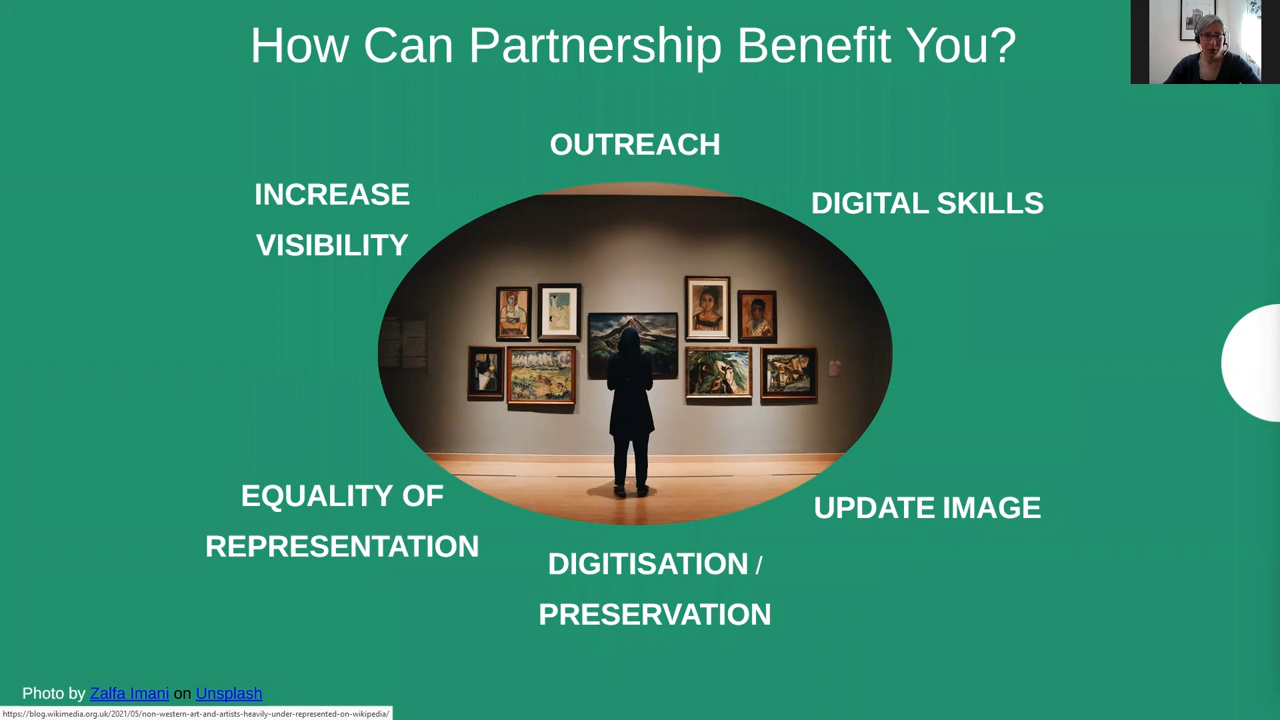 How Can Partnership Benefit You?
OUTREACH
INCREASE
VISIBILITY
DIGITAL SKILLS
EQUALITY OF
REPRESENTATION
UPDATE IMAGE
DIGITISATION /
PRESERVATION
Photo by Zalfa Imani on Unsplash
https://blog.wikimedia.org.uk/2021/05/non-western-art-and-artists-heavily-under-represented-on-wikipedia/